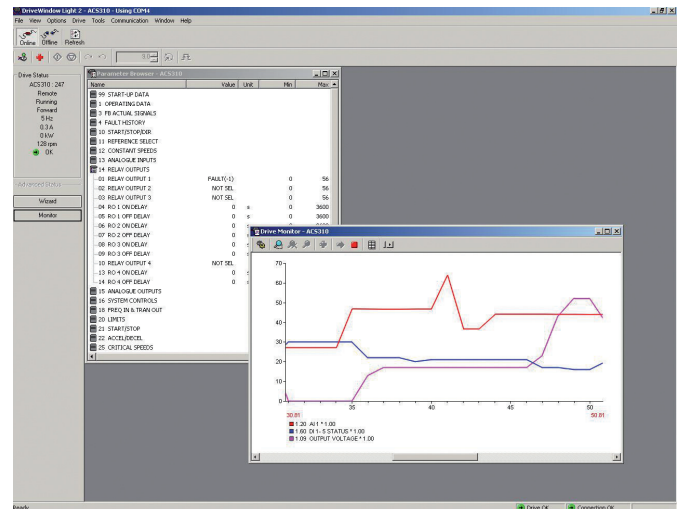 DriveWindow Light 2 - ACS310 - Using COM4
File View Options Drive Tools Communication Window Help
Online Offline Refresh
Drive Status
ACS310 : 247
Remote
Running
Forward
5 Hz
0.3 A
0 kW
128 rpm
OK
Advanced Status
Wizard
Monitor
Parameter Browser - ACS310
Name Value Unit Min Max
99 START-UP DATA
1 OPERATING DATA
3 FB ACTUAL SIGNALS
4 FAULT HISTORY
10 START/STOP/DIR
11 REFERENCE SELECT
12 CONSTANT SPEEDS
13 ANALOGUE INPUTS
14 RELAY OUTPUTS
01 RELAY OUTPUT 1 FAULT(-1) 0 56
02 RELAY OUTPUT 2 NOT SEL 0 56
03 RELAY OUTPUT 3 NOT SEL 0 56
04 RO 1 ON DELAY 0 s 0 3600
05 RO 1 OFF DELAY 0 s 0 3600
06 RO 2 ON DELAY 0 s
07 RO 2 OFF DELAY 0
08 RO 3 ON DELAY 0
09 RO 3 OFF DELAY 0
10 RELAY OUTPUT 4 NOT SEL
13 RO 4 ON DELAY 0
14 RO 4 OFF DELAY 0
15 ANALOGUE OUTPUTS
16 SYSTEM CONTROLS
18 FREQ IN & TRAN OUT
20 LIMITS
21 START/STOP
22 ACCEL/DECEL
25 CRITICAL SPEEDS
Drive Monitor - ACS310
70
60
50
40
30
20
10
0
35 40 45 50
30.81 50.81
1.20 AI 1 * 1.00
1.60 DI 1- 5 STATUS * 1.00
1.09 OUTPUT VOLTAGE * 1.00
Ready Drive OK Connection OK